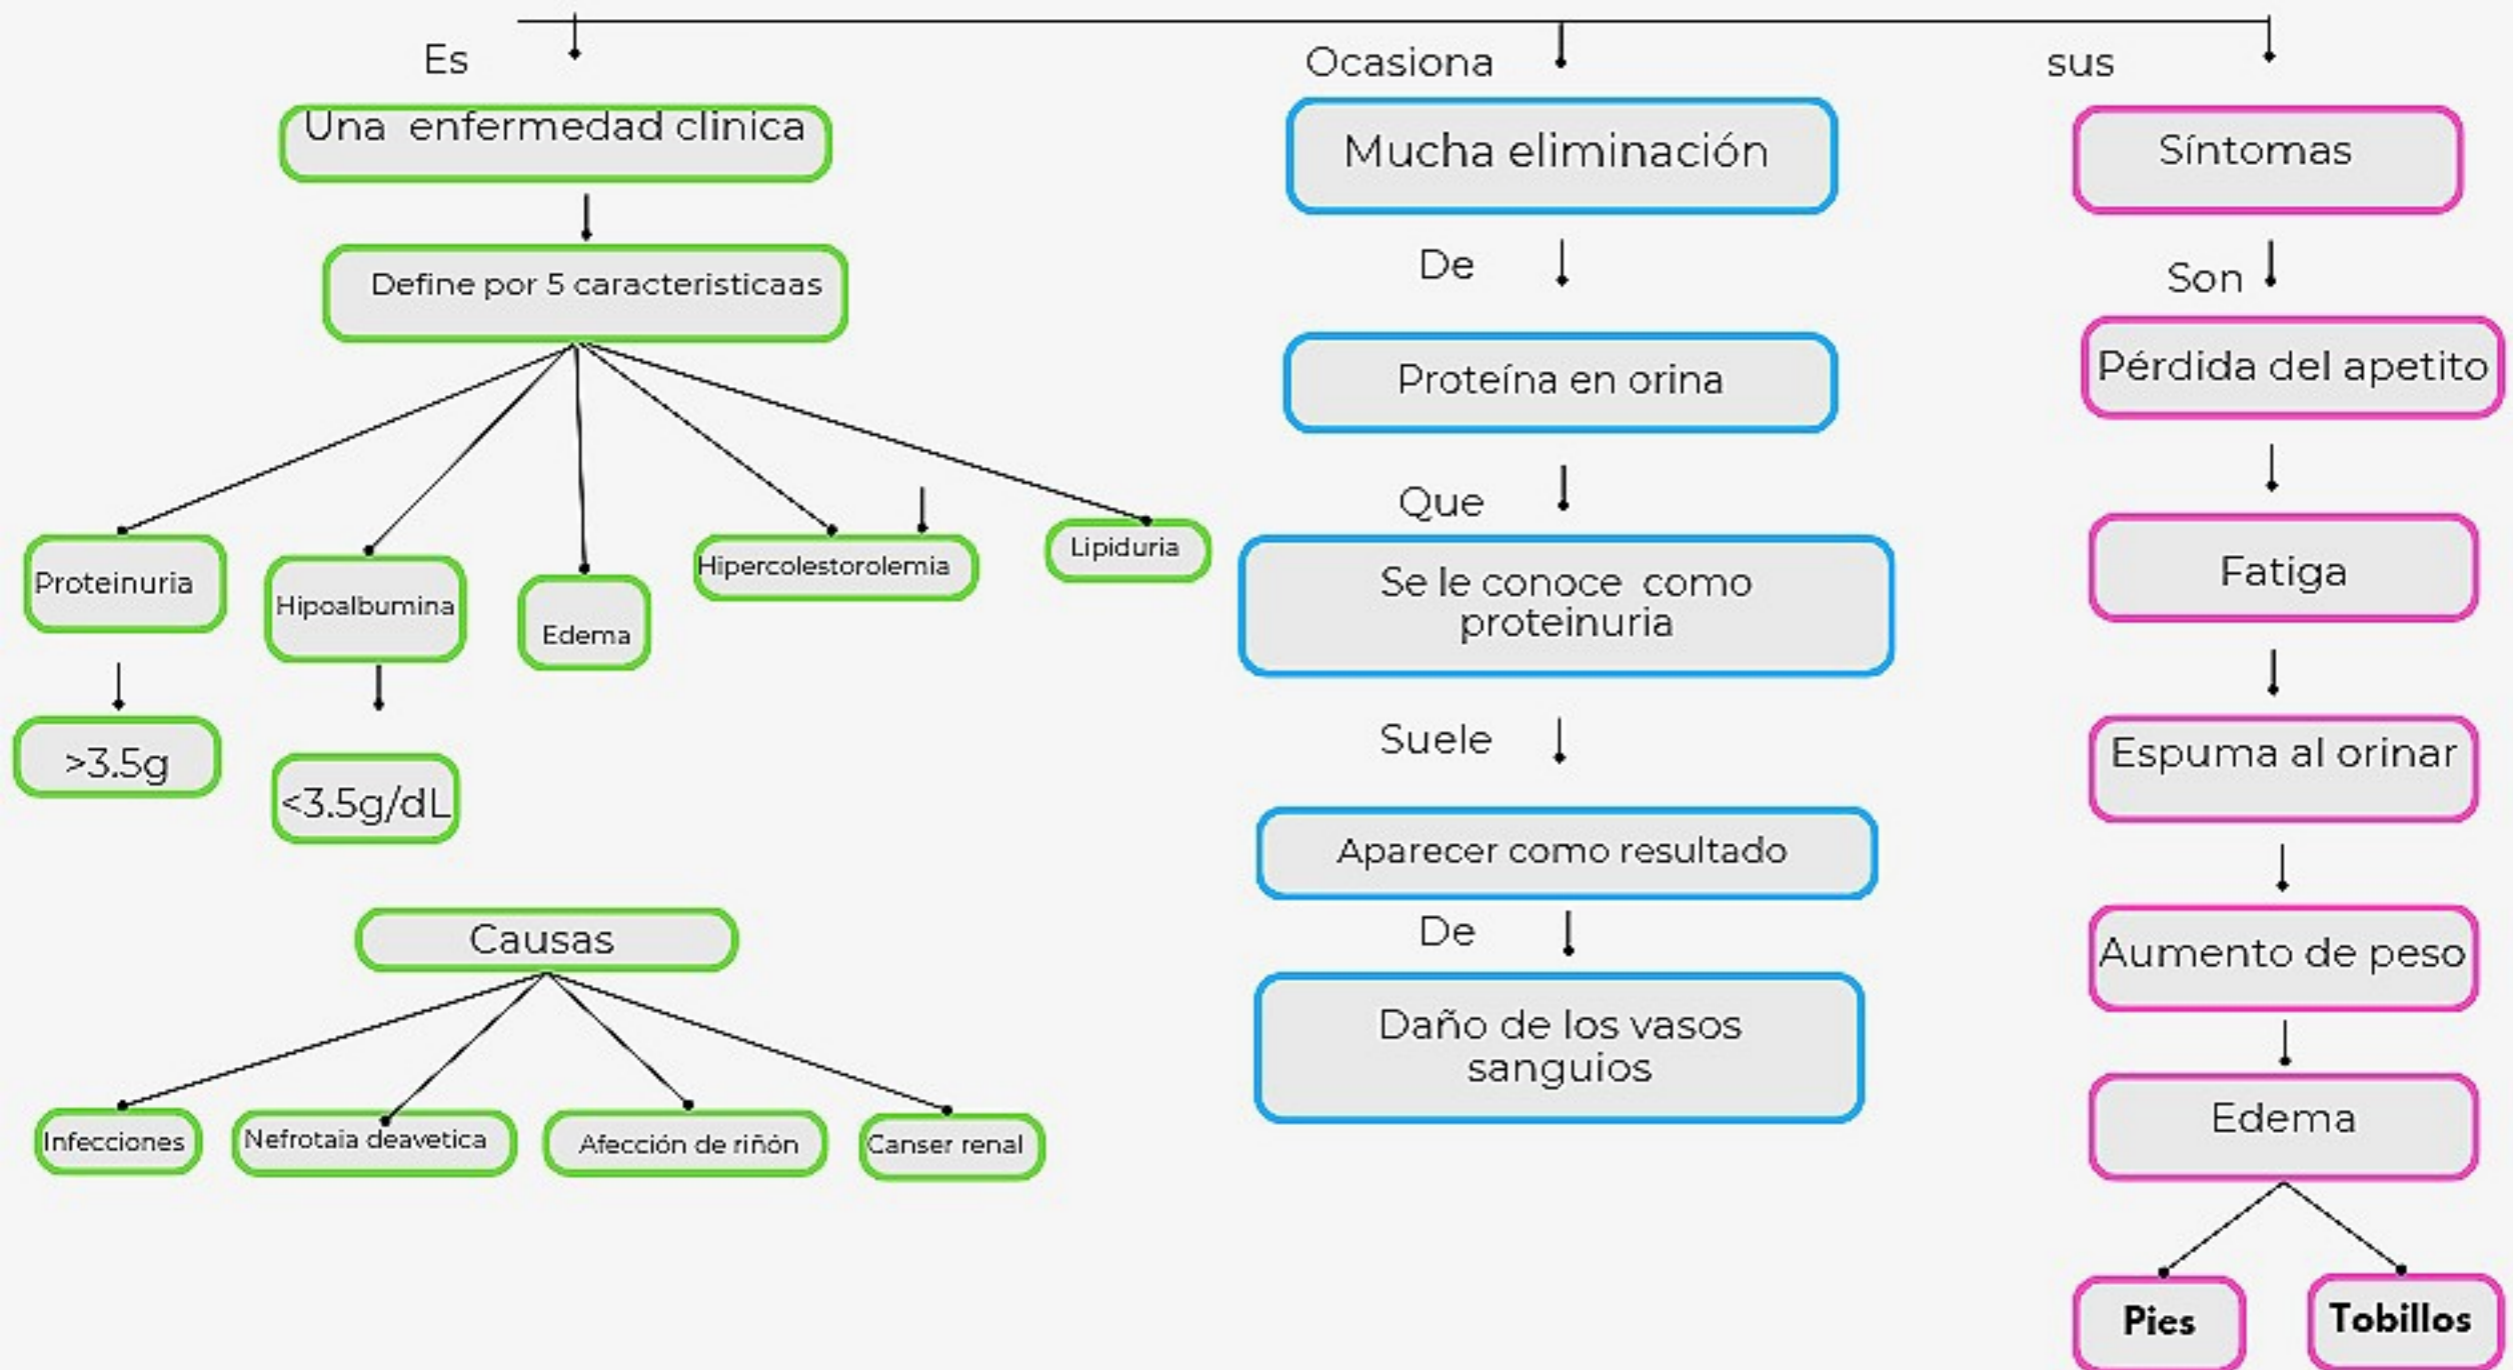 Es
Una enfermedad clinica
Define por 5 caracteristicaas
Proteinuria
Hipoalbumina
Edema
Hipercolestorolemia
Lipiduria
>3.5g
<3.5g/dL
Causas
Infecciones
Nefrotaia deavetica
Afección de riñón
Canser renal
Ocasiona
Mucha eliminación
De
Proteína en orina
Que
Se le conoce como
proteinuria
Suele
Aparecer como resultado
De
Daño de los vasos
sanguios
sus
Síntomas
Son
Pérdida del apetito
Fatiga
Espuma al orinar
Aumento de peso
Edema
Pies
Tobillos